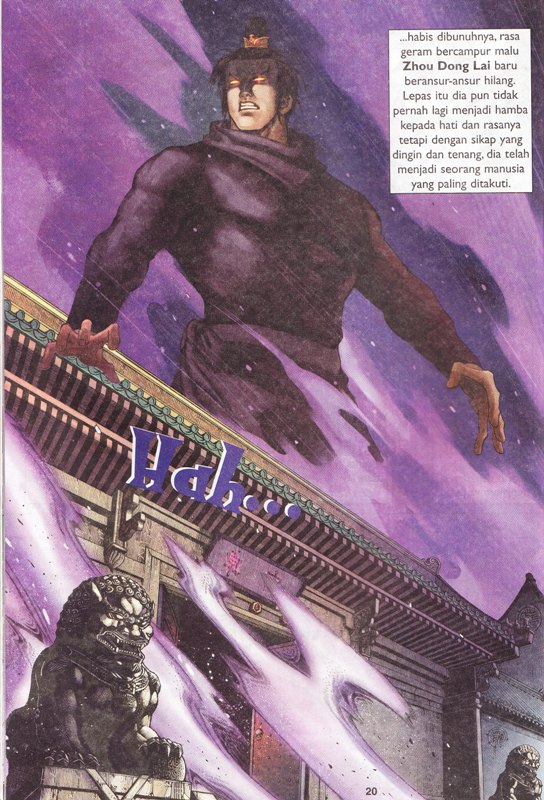 ...habis dibunuhnya, rasa
geram bercampur malu
Zhou Dong Lai baru
beransur-ansur hilang.
Lepas itu dia pun tidak
pernah lagi menjadi hamba
kepada hati dan rasanya
tetapi dengan sikap yang
dingin dan tenang, dia telah
menjadi seorang manusia
yang paling ditakuti.
Hah...
20